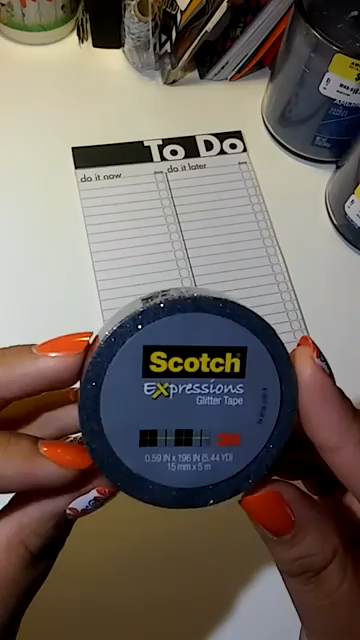 To Do
do it now
do it later
Scotch
Expressions
Glitter Tape
3M
0.59 IN x 196 IN (5.44 YD)
15 mm x 5 m